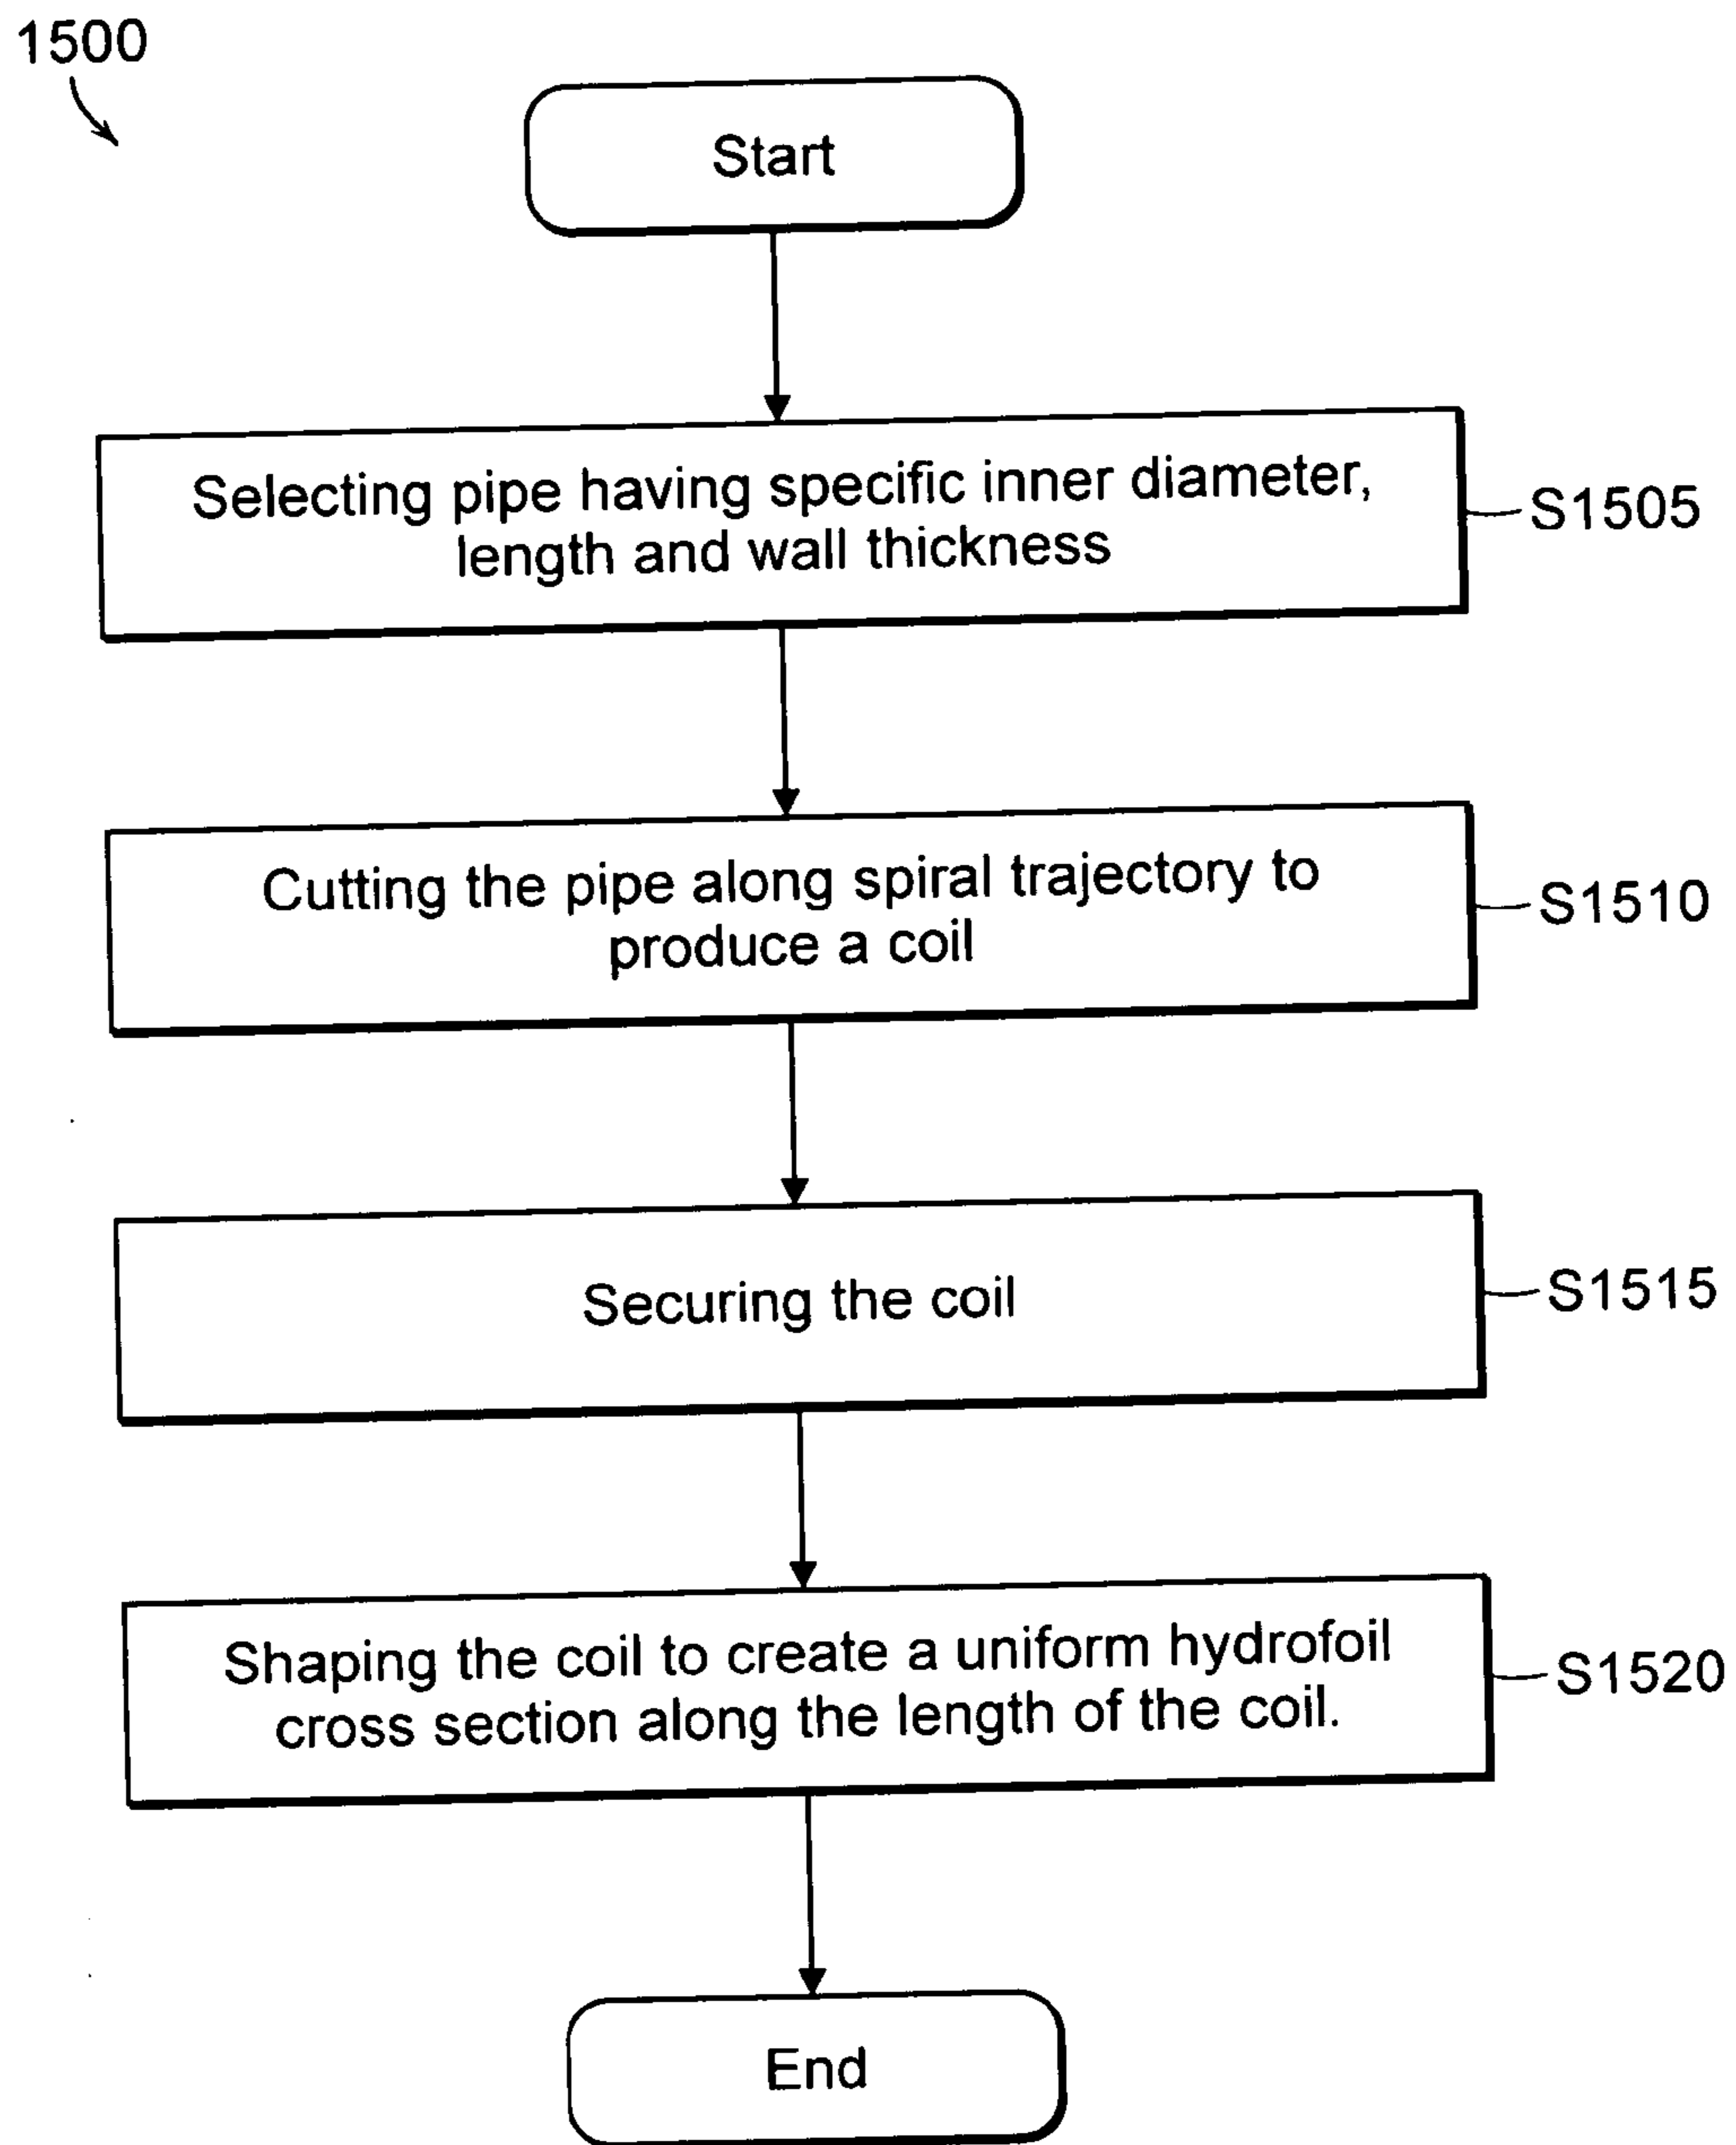 1500
Start
Selecting pipe having specific inner diameter,
length and wall thickness
S1505
Cutting the pipe along spiral trajectory to
produce a coil
S1510
Securing the coil
S1515
Shaping the coil to create a uniform hydrofoil
cross section along the length of the coil.
S1520
End